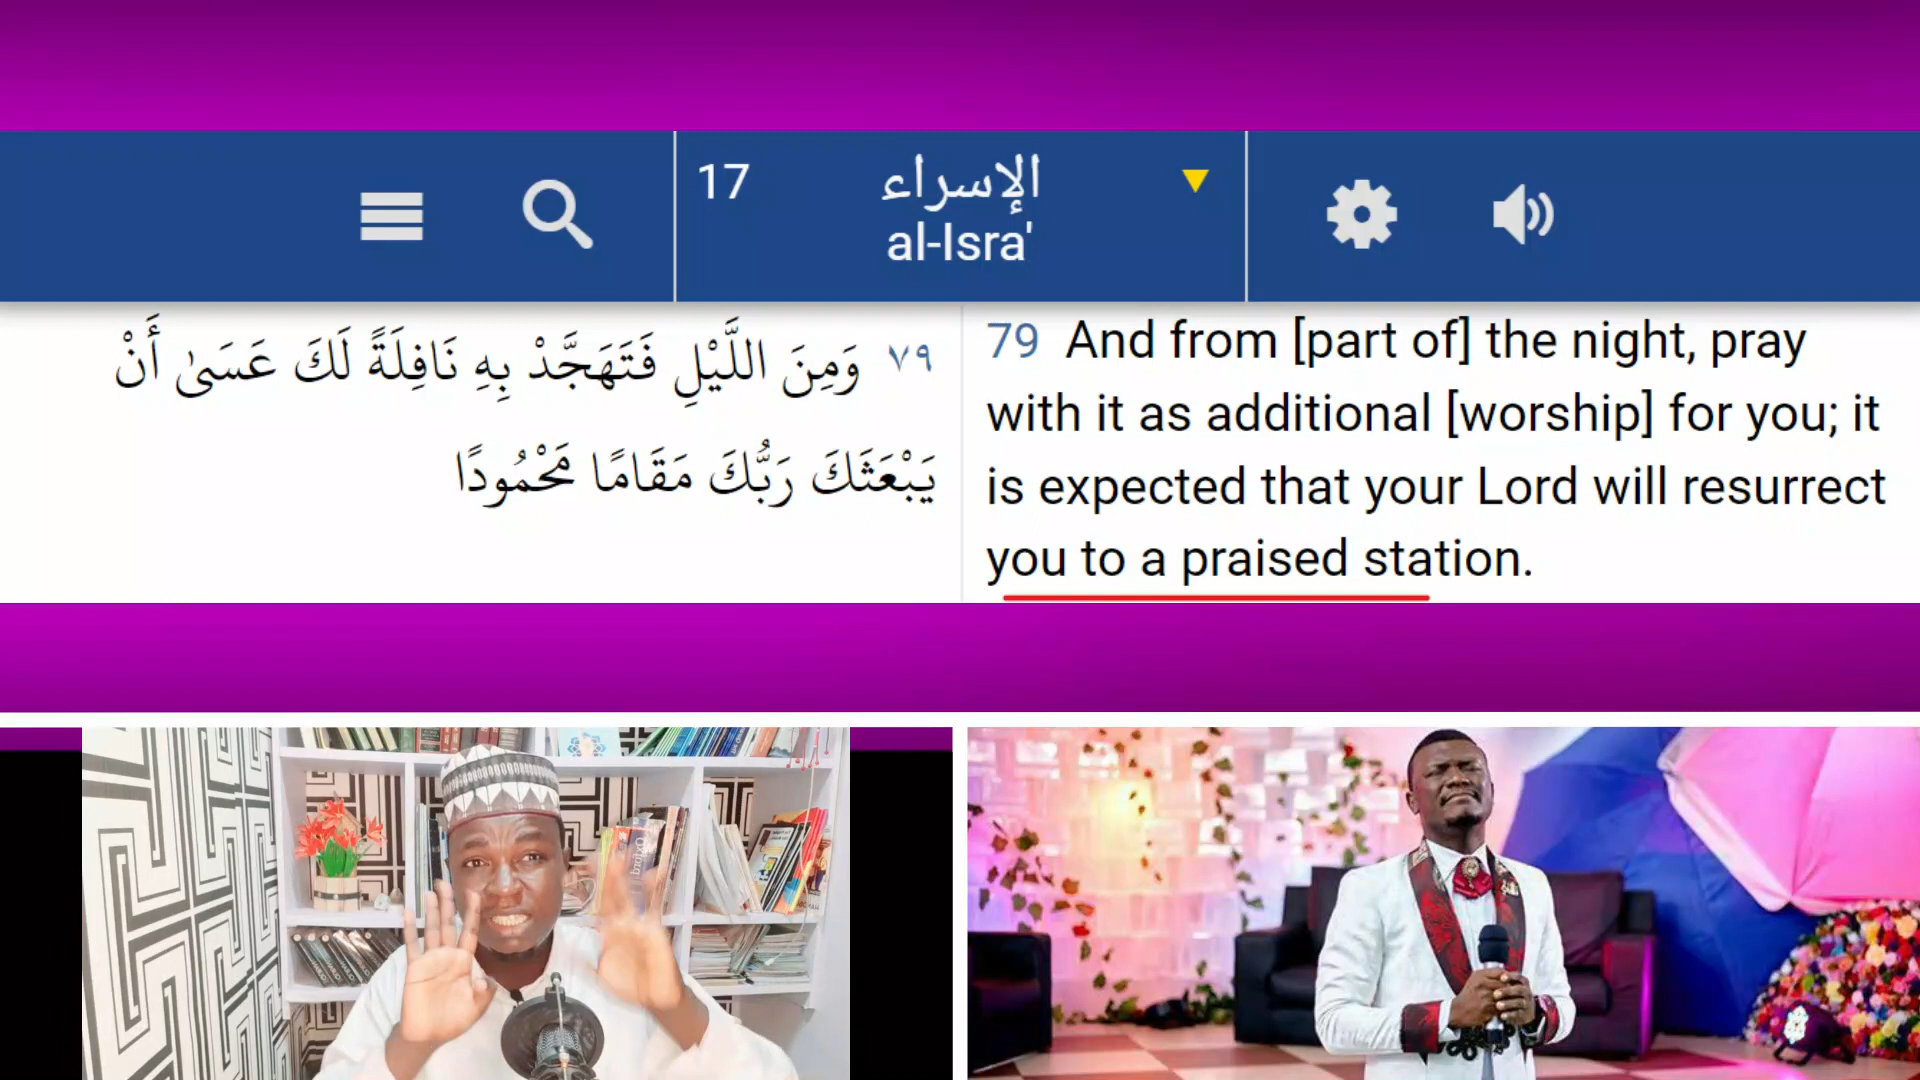 17
الإسراء
al-Isra'
٧٩ وَمِنَ اللَّيْلِ فَتَهَجَّدْ بِهِ نَافِلَةً لَكَ عَسَىٰ أَنْ
يَبْعَثَكَ رَبُّكَ مَقَامًا مَحْمُودًا
79 And from [part of] the night, pray
with it as additional [worship] for you; it
is expected that your Lord will resurrect
you to a praised station.